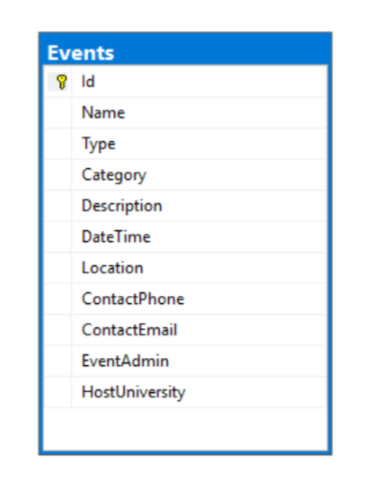 Events
Id
Name
Type
Category
Description
DateTime
Location
ContactPhone
ContactEmail
EventAdmin
HostUniversity